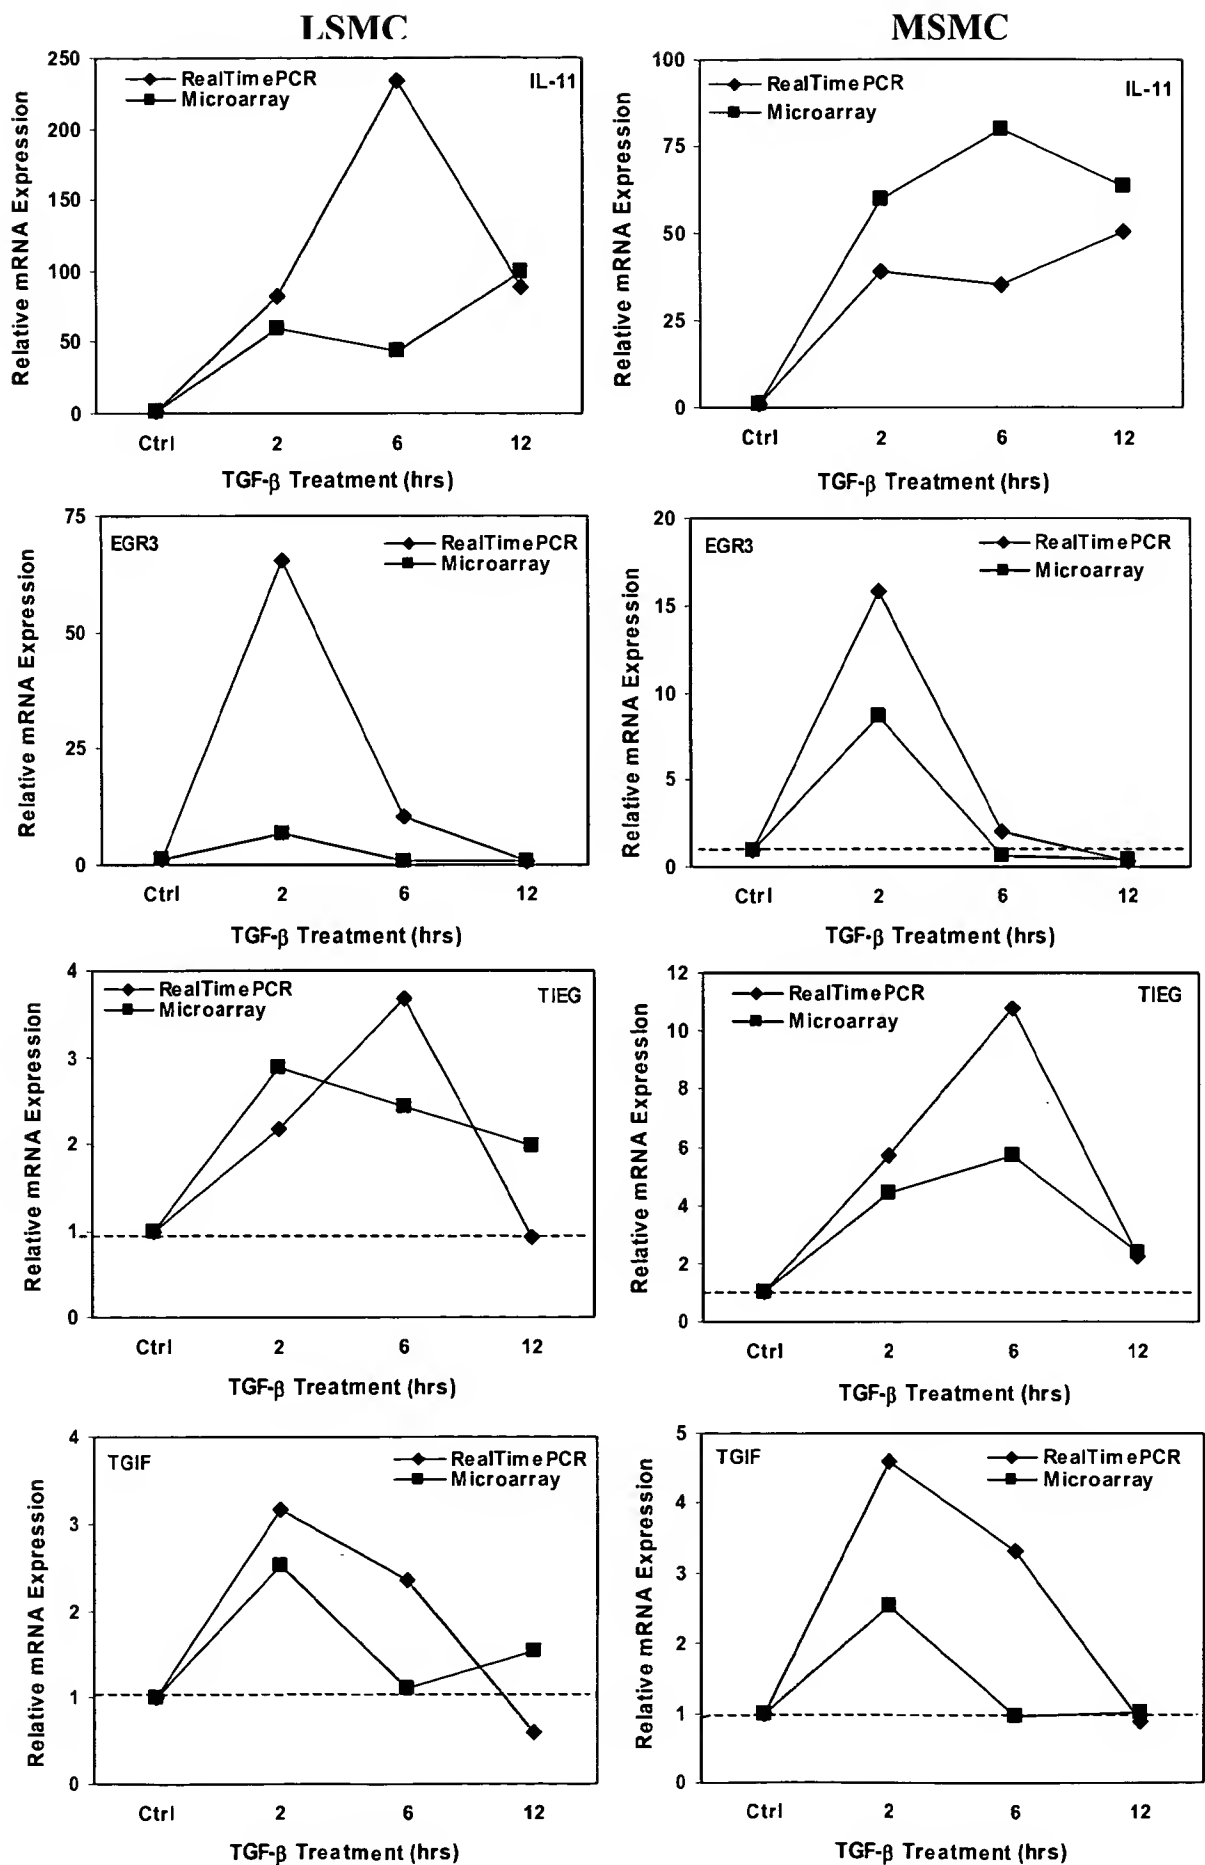 LSMC
MSMC
250
200
150
100
50
0
Relative mRNA Expression
RealTimePCR
Microarray
IL-11
Ctrl
2
6
12
TGF-β Treatment (hrs)
100
75
50
25
0
Relative mRNA Expression
RealTimePCR
Microarray
IL-11
Ctrl
2
6
12
TGF-β Treatment (hrs)
75
50
25
0
Relative mRNA Expression
EGR3
RealTimePCR
Microarray
Ctrl
2
6
12
TGF-β Treatment (hrs)
20
15
10
5
0
Relative mRNA Expression
EGR3
RealTimePCR
Microarray
Ctrl
2
6
12
TGF-β Treatment (hrs)
4
3
2
1
0
Relative mRNA Expression
RealTimePCR
Microarray
TIEG
Ctrl
2
6
12
TGF-β Treatment (hrs)
12
10
8
6
4
2
0
Relative mRNA Expression
RealTimePCR
Microarray
TIEG
Ctrl
2
6
12
TGF-β Treatment (hrs)
4
3
2
1
0
Relative mRNA Expression
TGIF
RealTimePCR
Microarray
Ctrl
2
6
12
TGF-β Treatment (hrs)
5
4
3
2
1
0
Relative mRNA Expression
TGIF
RealTimePCR
Microarray
Ctrl
2
6
12
TGF-β Treatment (hrs)